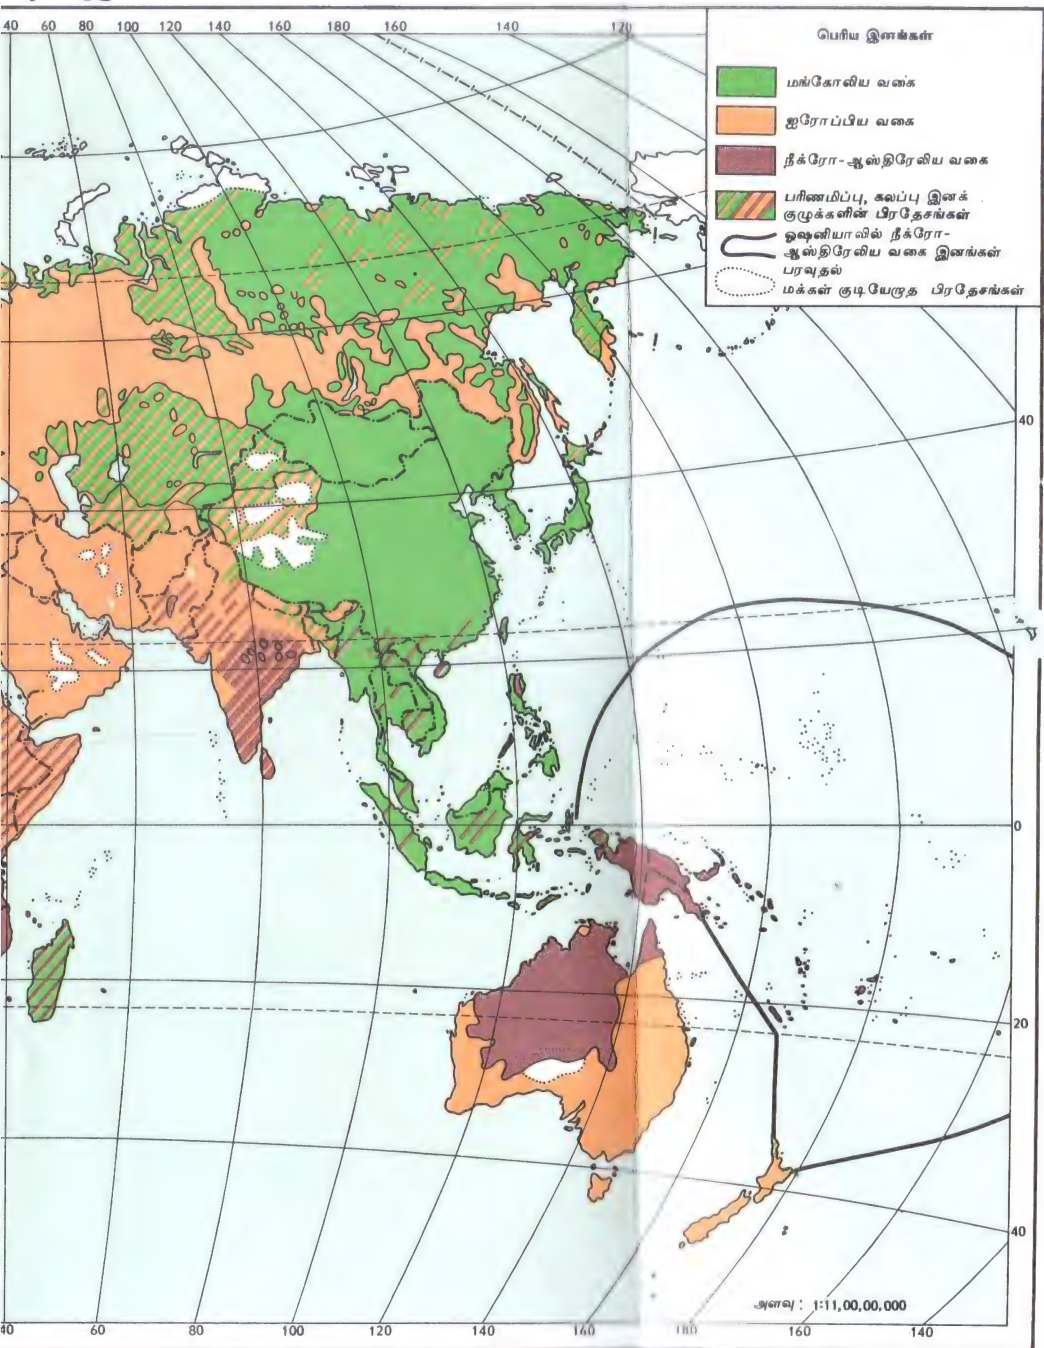 40 60 80 100 120 140 160 180 160 140 120
பெரிய இனங்கள்
மங்கோலிய வகை
ஐரோப்பிய வகை
நீக்ரோ-ஆஸ்திரேலிய வகை
பரிணமிப்பு, கலப்பு இனக்
குழுக்களின் பிரதேசங்கள்
ஓஷனியாவில் நீக்ரோ-
ஆஸ்திரேலிய வகை இனங்கள்
பரவுதல்
மக்கள் குடியேறாத பிரதேசங்கள்
40
0
20
40
அளவு : 1:11,00,00,000
40 60 80 100 120 140 160 180 160 140